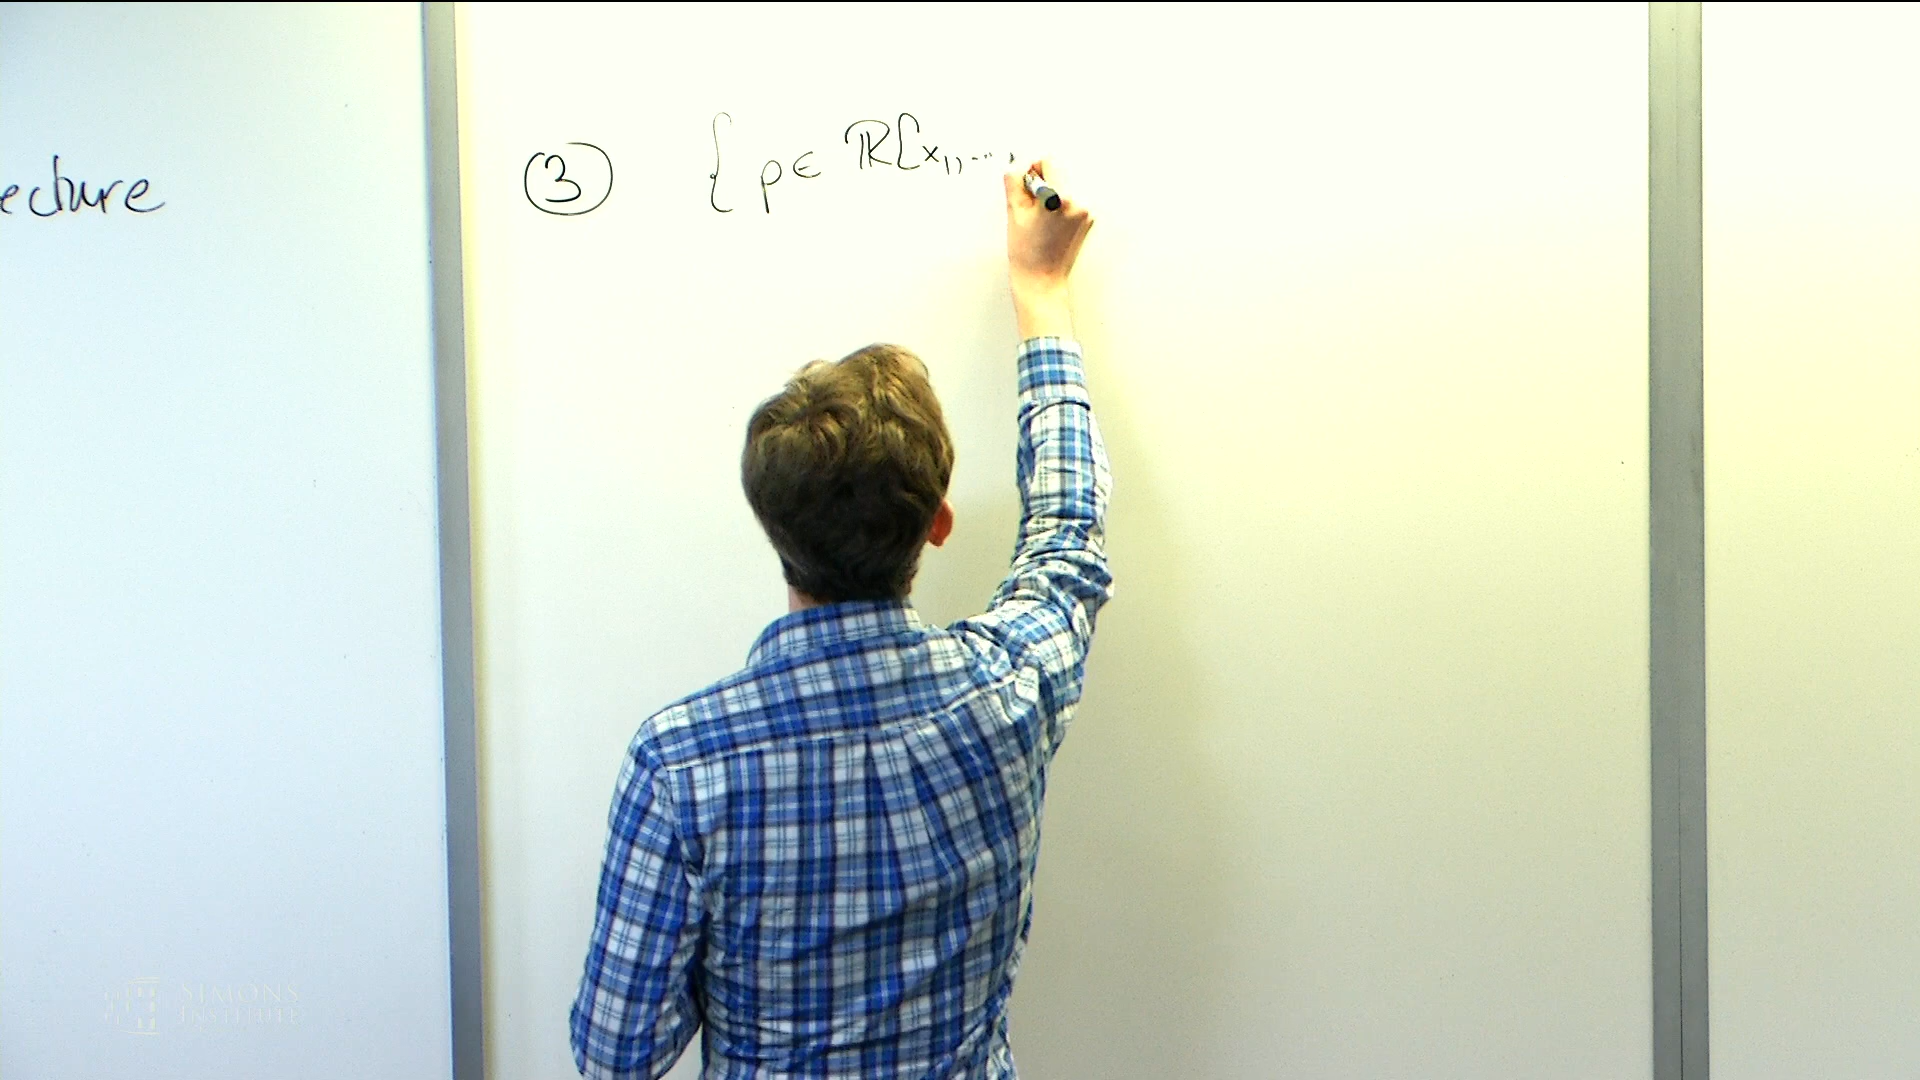 ecture
③ { p ∈ ℝ[x₁, ...,
SIMONS
INSTITUTE